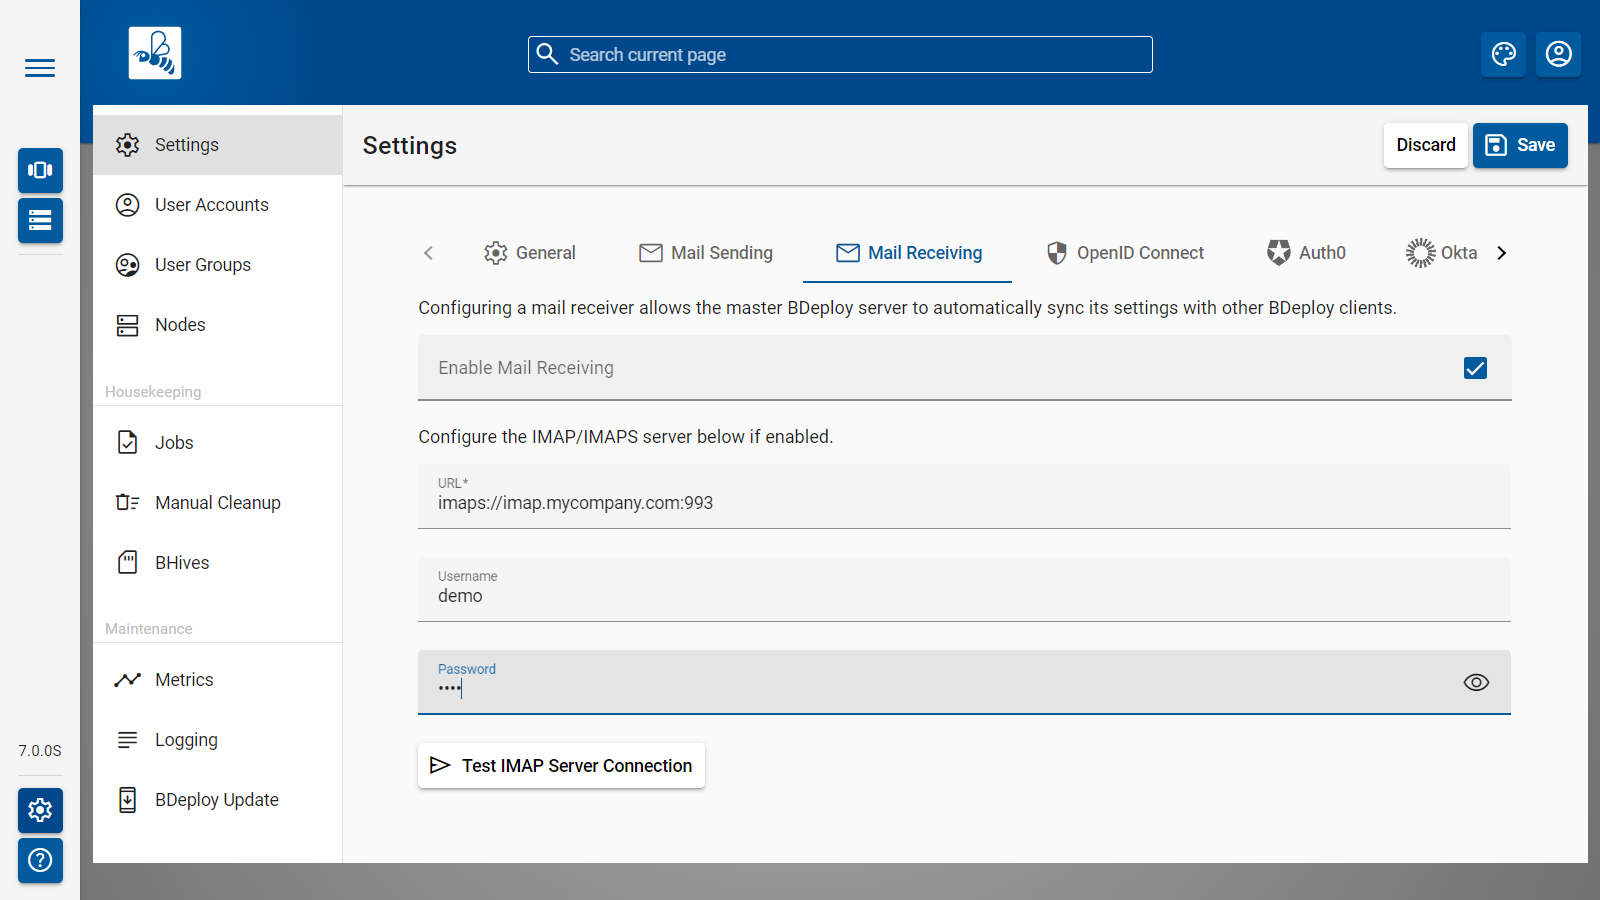 Search current page
Settings
User Accounts
User Groups
Nodes
Housekeeping
Jobs
Manual Cleanup
BHives
Maintenance
Metrics
Logging
BDeploy Update
7.0.0S
Settings
Discard
Save
General
Mail Sending
Mail Receiving
OpenID Connect
Auth0
Okta
Configuring a mail receiver allows the master BDeploy server to automatically sync its settings with other BDeploy clients.
Enable Mail Receiving
Configure the IMAP/IMAPS server below if enabled.
URL*
imaps://imap.mycompany.com:993
Username
demo
Password
••••
Test IMAP Server Connection